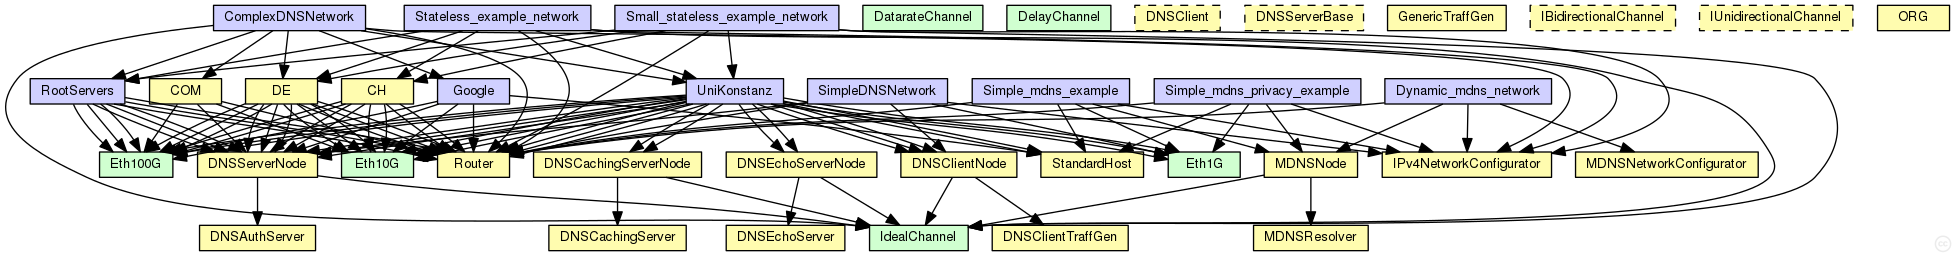 ComplexDNSNetwork
Stateless_example_network
Small_stateless_example_network
DatarateChannel
DelayChannel
DNSClient
DNSServerBase
GenericTraffGen
IBidirectionalChannel
IUnidirectionalChannel
ORG
RootServers
COM
DE
CH
Google
UniKonstanz
SimpleDNSNetwork
Simple_mdns_example
Simple_mdns_privacy_example
Dynamic_mdns_network
Eth100G
DNSServerNode
Eth10G
Router
DNSCachingServerNode
DNSEchoServerNode
DNSClientNode
StandardHost
Eth1G
MDNSNode
IPv4NetworkConfigurator
MDNSNetworkConfigurator
DNSAuthServer
DNSCachingServer
DNSEchoServer
IdealChannel
DNSClientTraffGen
MDNSResolver
cc